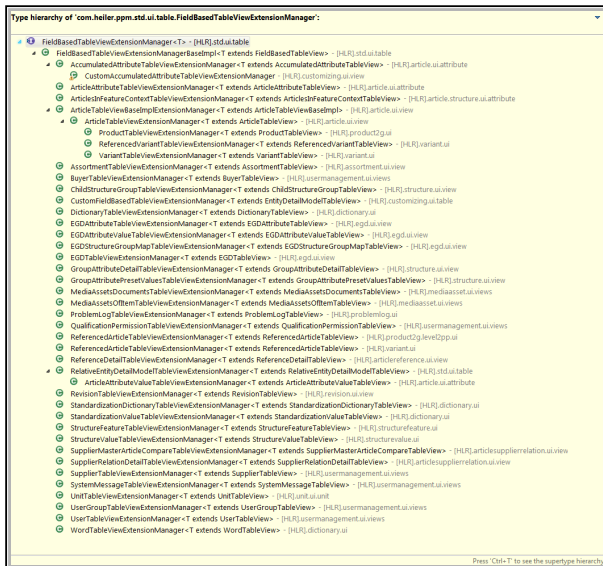 Type hierarchy of 'com.heiler.ppm.std.ui.table.FieldBasedTableViewExtensionManager':
FieldBasedTableViewExtensionManager<T> - [HLR].std.ui.table
FieldBasedTableViewExtensionManagerBaseImpl<T extends FieldBasedTableView> - [HLR].std.ui.table
AccumulatedAttributeTableViewExtensionManager<T extends AccumulatedAttributeTableView> - [HLR].article.ui.attribute
CustomAccumulatedAttributeTableViewExtensionManager - [HLR].customizing.ui.view
ArticleAttributeTableViewExtensionManager<T extends ArticleAttributeTableView> - [HLR].article.ui.attribute
ArticlesInFeatureContextTableViewExtensionManager<T extends ArticlesInFeatureContextTableView> - [HLR].article.structure.ui.attribute
ArticleTableViewBaseImplExtensionManager<T extends ArticleTableViewBaseImpl> - [HLR].article.ui.view
ArticleTableViewExtensionManager<T extends ArticleTableView> - [HLR].article.ui.view
ProductTableViewExtensionManager<T extends ProductTableView> - [HLR].product2g.ui
ReferencedVariantTableViewExtensionManager<T extends ReferencedVariantTableView> - [HLR].variant.ui
VariantTableViewExtensionManager<T extends VariantTableView> - [HLR].variant.ui
AssortmentTableViewExtensionManager<T extends AssortmentTableView> - [HLR].assortment.ui.view
BuyerTableViewExtensionManager<T extends BuyerTableView> - [HLR].usermanagement.ui.views
ChildStructureGroupTableViewExtensionManager<T extends ChildStructureGroupTableView> - [HLR].structure.ui.view
CustomFieldBasedTableViewExtensionManager<T extends EntityDetailModelTableView> - [HLR].customizing.ui.table
DictionaryTableViewExtensionManager<T extends DictionaryTableView> - [HLR].dictionary.ui
EGDAttributeTableViewExtensionManager<T extends EGDAttributeTableView> - [HLR].egd.ui.view
EGDAttributeValueTableViewExtensionManager<T extends EGDAttributeValueTableView> - [HLR].egd.ui.view
EGDStructureGroupMapTableViewExtensionManager<T extends EGDStructureGroupMapTableView> - [HLR].egd.ui.view
EGDTableViewExtensionManager<T extends EGDTableView> - [HLR].egd.ui.view
GroupAttributeDetailTableViewExtensionManager<T extends GroupAttributeDetailTableView> - [HLR].structure.ui.view
GroupAttributePresetValuesTableViewExtensionManager<T extends GroupAttributePresetValuesTableView> - [HLR].structure.ui.view
MediaAssetsDocumentsTableViewExtensionManager<T extends MediaAssetsDocumentsTableView> - [HLR].mediaasset.ui.views
MediaAssetsOfItemTableViewExtensionManager<T extends MediaAssetsOfItemTableView> - [HLR].mediaasset.ui.views
ProblemLogTableViewExtensionManager<T extends ProblemLogTableView> - [HLR].problemlog.ui
QualificationPermissionTableViewExtensionManager<T extends QualificationPermissionTableView> - [HLR].usermanagement.ui.views
ReferencedArticleTableViewExtensionManager<T extends ReferencedArticleTableView> - [HLR].product2g.level2pp.ui
ReferencedArticleTableViewExtensionManager<T extends ReferencedArticleTableView> - [HLR].variant.ui
ReferenceDetailTableViewExtensionManager<T extends ReferenceDetailTableView> - [HLR].articlereference.ui.view
RelativeEntityDetailModelTableViewExtensionManager<T extends RelativeEntityDetailModelTableView> - [HLR].std.ui.table
ArticleAttributeValueTableViewExtensionManager<T extends ArticleAttributeValueTableView> - [HLR].article.ui.attribute
RevisionTableViewExtensionManager<T extends RevisionTableView> - [HLR].revision.ui.view
StandardizationDictionaryTableViewExtensionManager<T extends StandardizationDictionaryTableView> - [HLR].dictionary.ui
StandardizationValueTableViewExtensionManager<T extends StandardizationValueTableView> - [HLR].dictionary.ui
StructureFeatureTableViewExtensionManager<T extends StructureFeatureTableView> - [HLR].structurefeature.ui
StructureValueTableViewExtensionManager<T extends StructureValueTableView> - [HLR].structurevalue.ui
SupplierMasterArticleCompareTableViewExtensionManager<T extends SupplierMasterArticleCompareTableView> - [HLR].articlesupplierrelation.ui.view
SupplierRelationDetailTableViewExtensionManager<T extends SupplierRelationDetailTableView> - [HLR].articlesupplierrelation.ui.view
SupplierTableViewExtensionManager<T extends SupplierTableView> - [HLR].usermanagement.ui.views
SystemMessageTableViewExtensionManager<T extends SystemMessageTableView> - [HLR].usermanagement.ui.views
UnitTableViewExtensionManager<T extends UnitTableView> - [HLR].unit.ui.unit
UserGroupTableViewExtensionManager<T extends UserGroupTableView> - [HLR].usermanagement.ui.views
UserTableViewExtensionManager<T extends UserTableView> - [HLR].usermanagement.ui.views
WordTableViewExtensionManager<T extends WordTableView> - [HLR].dictionary.ui
Press 'Ctrl+T' to see the supertype hierarchy